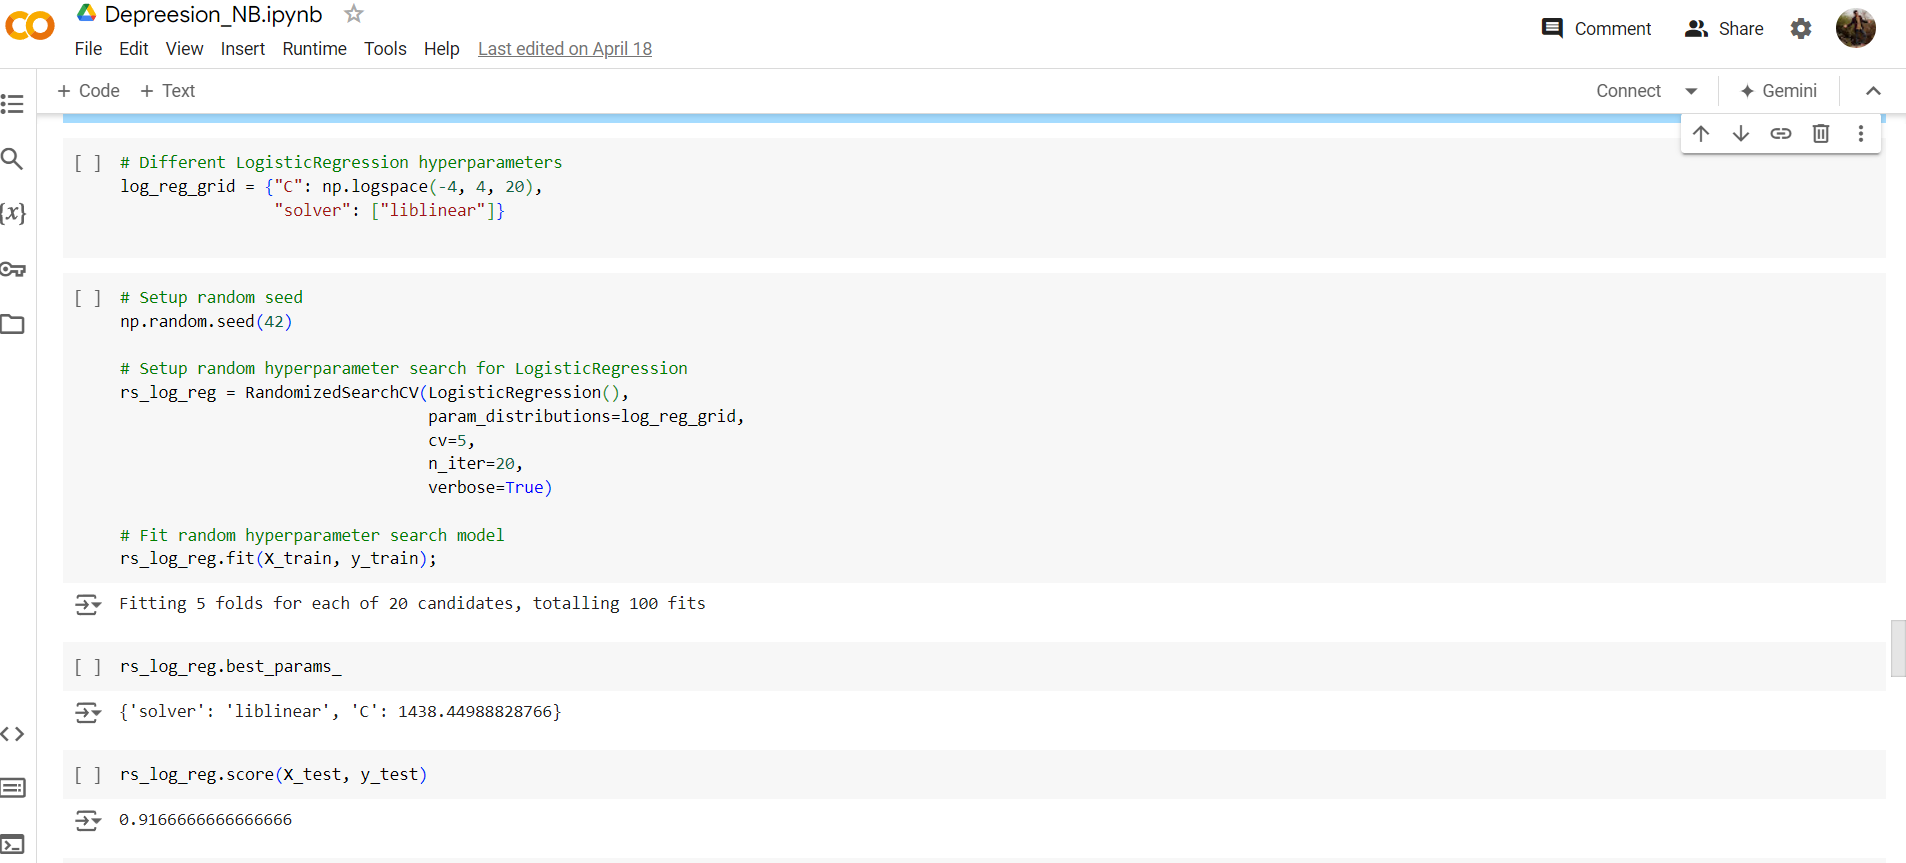 Depreesion_NB.ipynb
Comment Share
File Edit View Insert Runtime Tools Help Last edited on April 18
+ Code + Text Connect Gemini
{x}
[ ] # Different LogisticRegression hyperparameters
log_reg_grid = {"C": np.logspace(-4, 4, 20),
"solver": ["liblinear"]}
[ ] # Setup random seed
np.random.seed(42)
# Setup random hyperparameter search for LogisticRegression
rs_log_reg = RandomizedSearchCV(LogisticRegression(),
param_distributions=log_reg_grid,
cv=5,
n_iter=20,
verbose=True)
# Fit random hyperparameter search model
rs_log_reg.fit(X_train, y_train);
Fitting 5 folds for each of 20 candidates, totalling 100 fits
[ ] rs_log_reg.best_params_
{'solver': 'liblinear', 'C': 1438.44988828766}
[ ] rs_log_reg.score(X_test, y_test)
0.9166666666666666